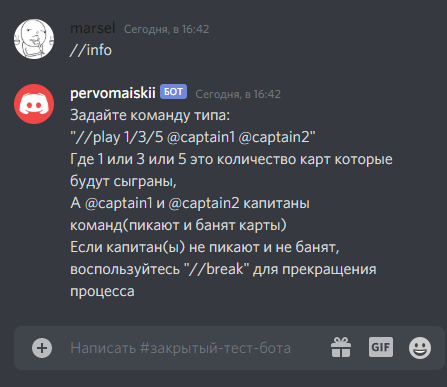 marsel Сегодня, в 16:42
//info
pervomaiskii БОТ Сегодня, в 16:42
Задайте команду типа:
"//play 1/3/5 @captain1 @captain2"
Где 1 или 3 или 5 это количество карт которые
будут сыграны,
А @captain1 и @captain2 капитаны
команд(пикают и банят карты)
Если капитан(ы) не пикают и не банят,
воспользуйтесь "//break" для прекращения
процесса
Написать #закрытый-тест-бота
GIF